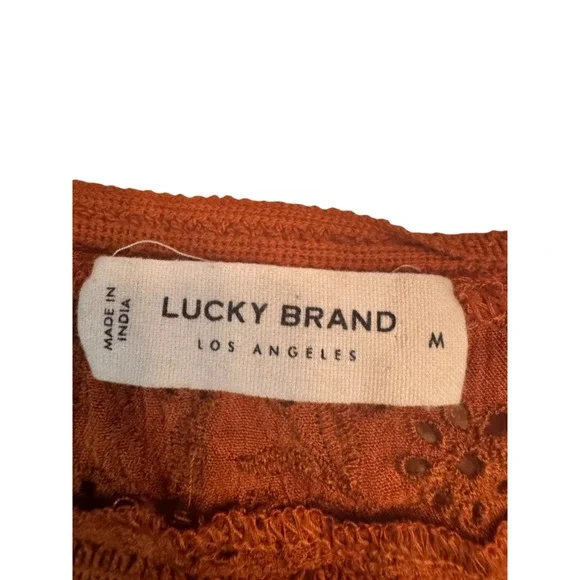 MADE IN
INDIA
LUCKY BRAND
LOS ANGELES
M